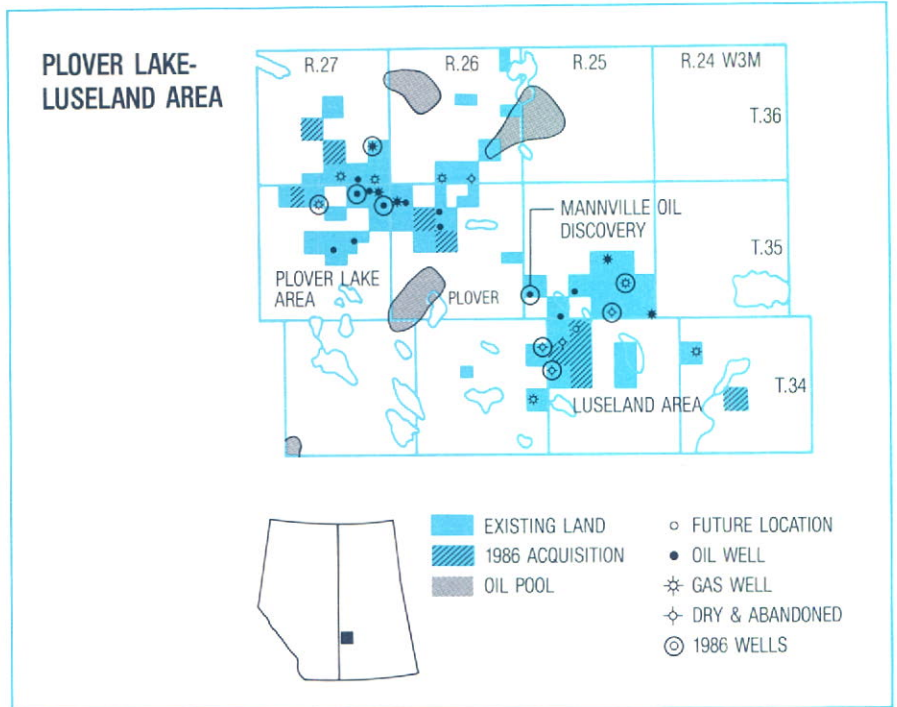 PLOVER LAKE-
LUSELAND AREA
R.27
R.26
R.25
R.24 W3M
T.36
MANNVILLE OIL
DISCOVERY
T.35
PLOVER LAKE
AREA
PLOVER
T.34
LUSELAND AREA
EXISTING LAND
1986 ACQUISITION
OIL POOL
FUTURE LOCATION
OIL WELL
GAS WELL
DRY & ABANDONED
1986 WELLS